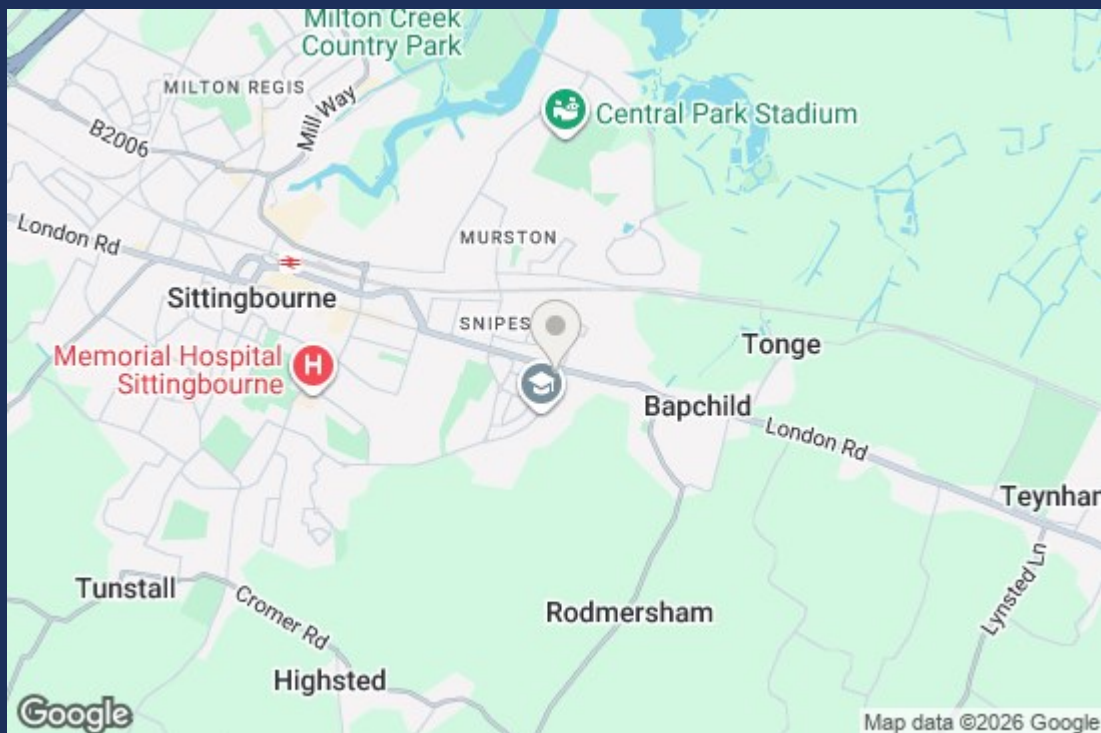 Milton Creek
Country Park
MILTON REGIS
Mill Way
B2006
Central Park Stadium
London Rd
MURSTON
Sittingbourne
SNIPES
Tonge
Memorial Hospital
Sittingbourne
H
Bapchild
London Rd
Teynhar
Tunstall
Cromer Rd
Rodmersham
Lynsted Ln
Highsted
Google
Map data ©2026 Google